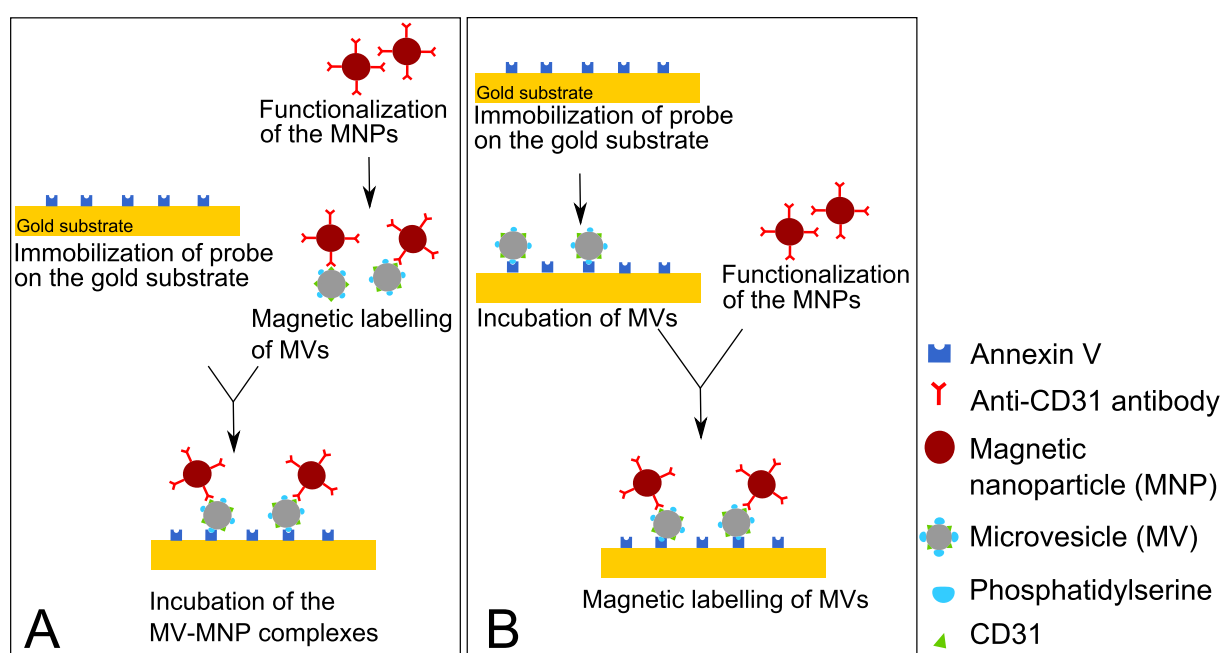 Functionalization
of the MNPs
Gold substrate
Immobilization of probe
on the gold substrate
Magnetic labelling
of MVs
Incubation of the
MV-MNP complexes
A
Gold substrate
Immobilization of probe
on the gold substrate
Functionalization
of the MNPs
Incubation of MVs
Magnetic labelling of MVs
B
Annexin V
Anti-CD31 antibody
Magnetic
nanoparticle (MNP)
Microvesicle (MV)
Phosphatidylserine
CD31